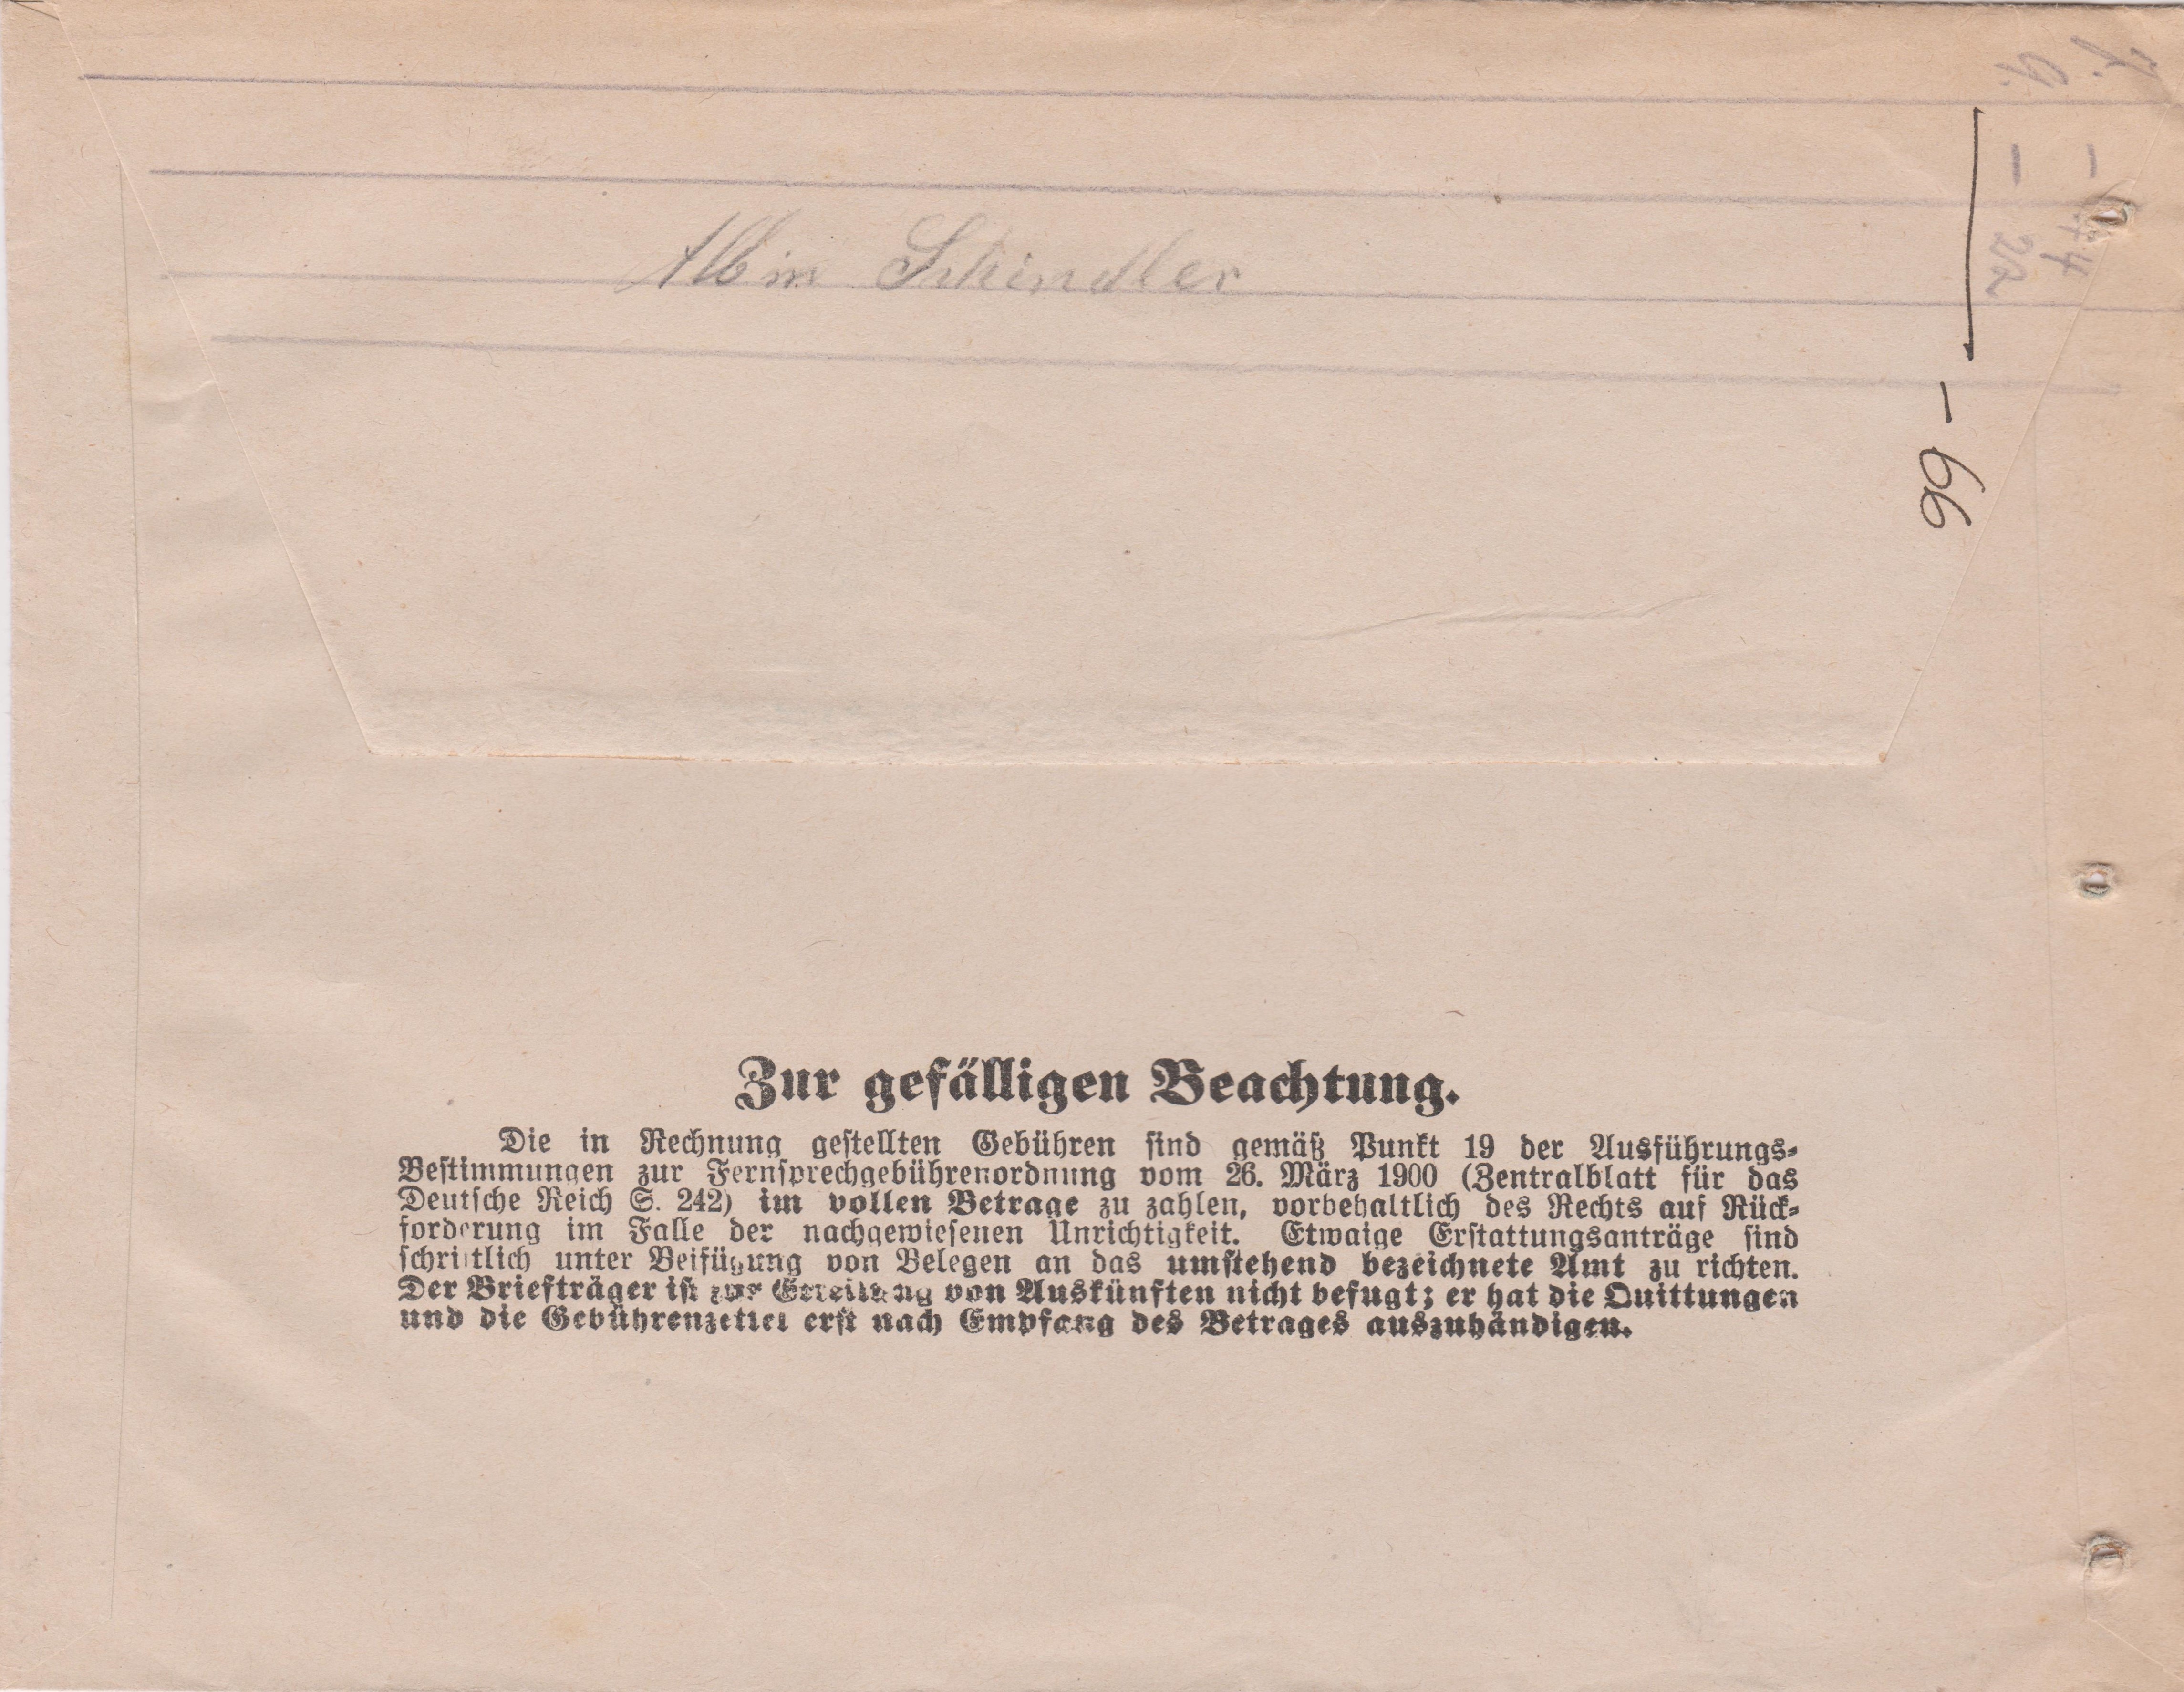 Albin Schindler
99 -
Zur gefälligen Beachtung.
Die in Rechnung gestellten Gebühren sind gemäß Punkt 19 der Ausführungs-
Bestimmungen zur Fernsprechgebührenordnung vom 26. März 1900 (Zentralblatt für das
Deutsche Reich S. 242) im vollen Betrage zu zahlen, vorbehaltlich des Rechts auf Rück-
forderung im Falle der nachgewiesenen Unrichtigkeit. Etwaige Erstattungsanträge sind
schriftlich unter Beifügung von Belegen an das umstehend bezeichnete Amt zu richten.
Der Briefträger ist zur Erteilung von Auskünften nicht befugt; er hat die Quittungen
und die Gebührenzettel erst nach Empfang des Betrages auszuhändigen.